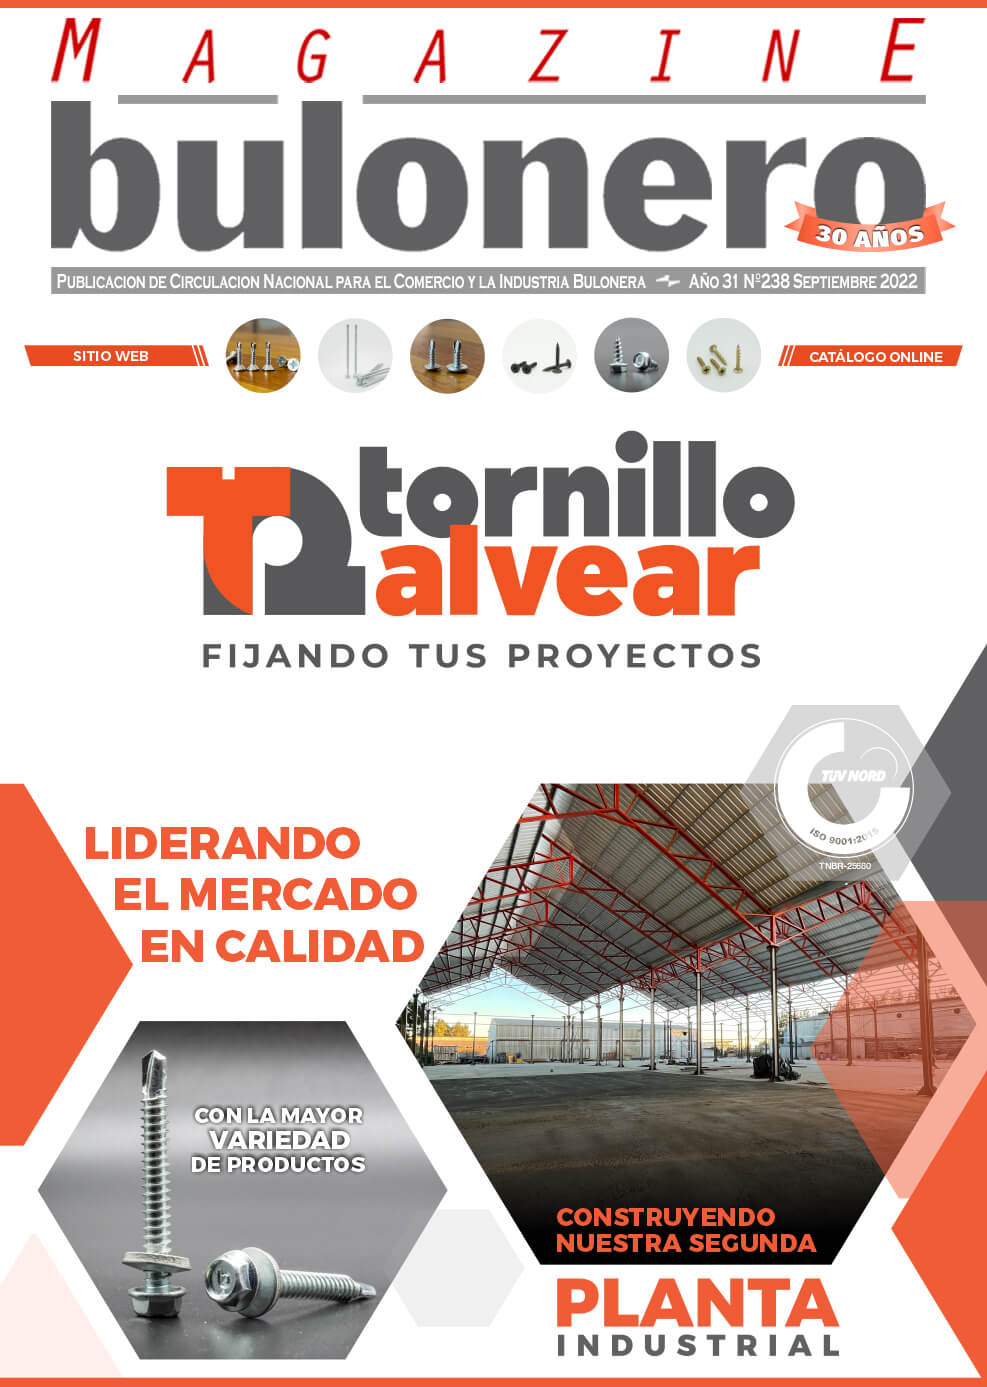 MAGAZINE
bulonero
30 AÑOS
PUBLICACION DE CIRCULACION NACIONAL PARA EL COMERCIO Y LA INDUSTRIA BULONERA AÑO 31 Nº238 SEPTIEMBRE 2022
SITIO WEB
CATÁLOGO ONLINE
tornillo
alvear
FIJANDO TUS PROYECTOS
TUV NORD
ISO 9001:2015
TNBR-25660
LIDERANDO
EL MERCADO
EN CALIDAD
CON LA MAYOR
VARIEDAD
DE PRODUCTOS
CONSTRUYENDO
NUESTRA SEGUNDA
PLANTA
INDUSTRIAL